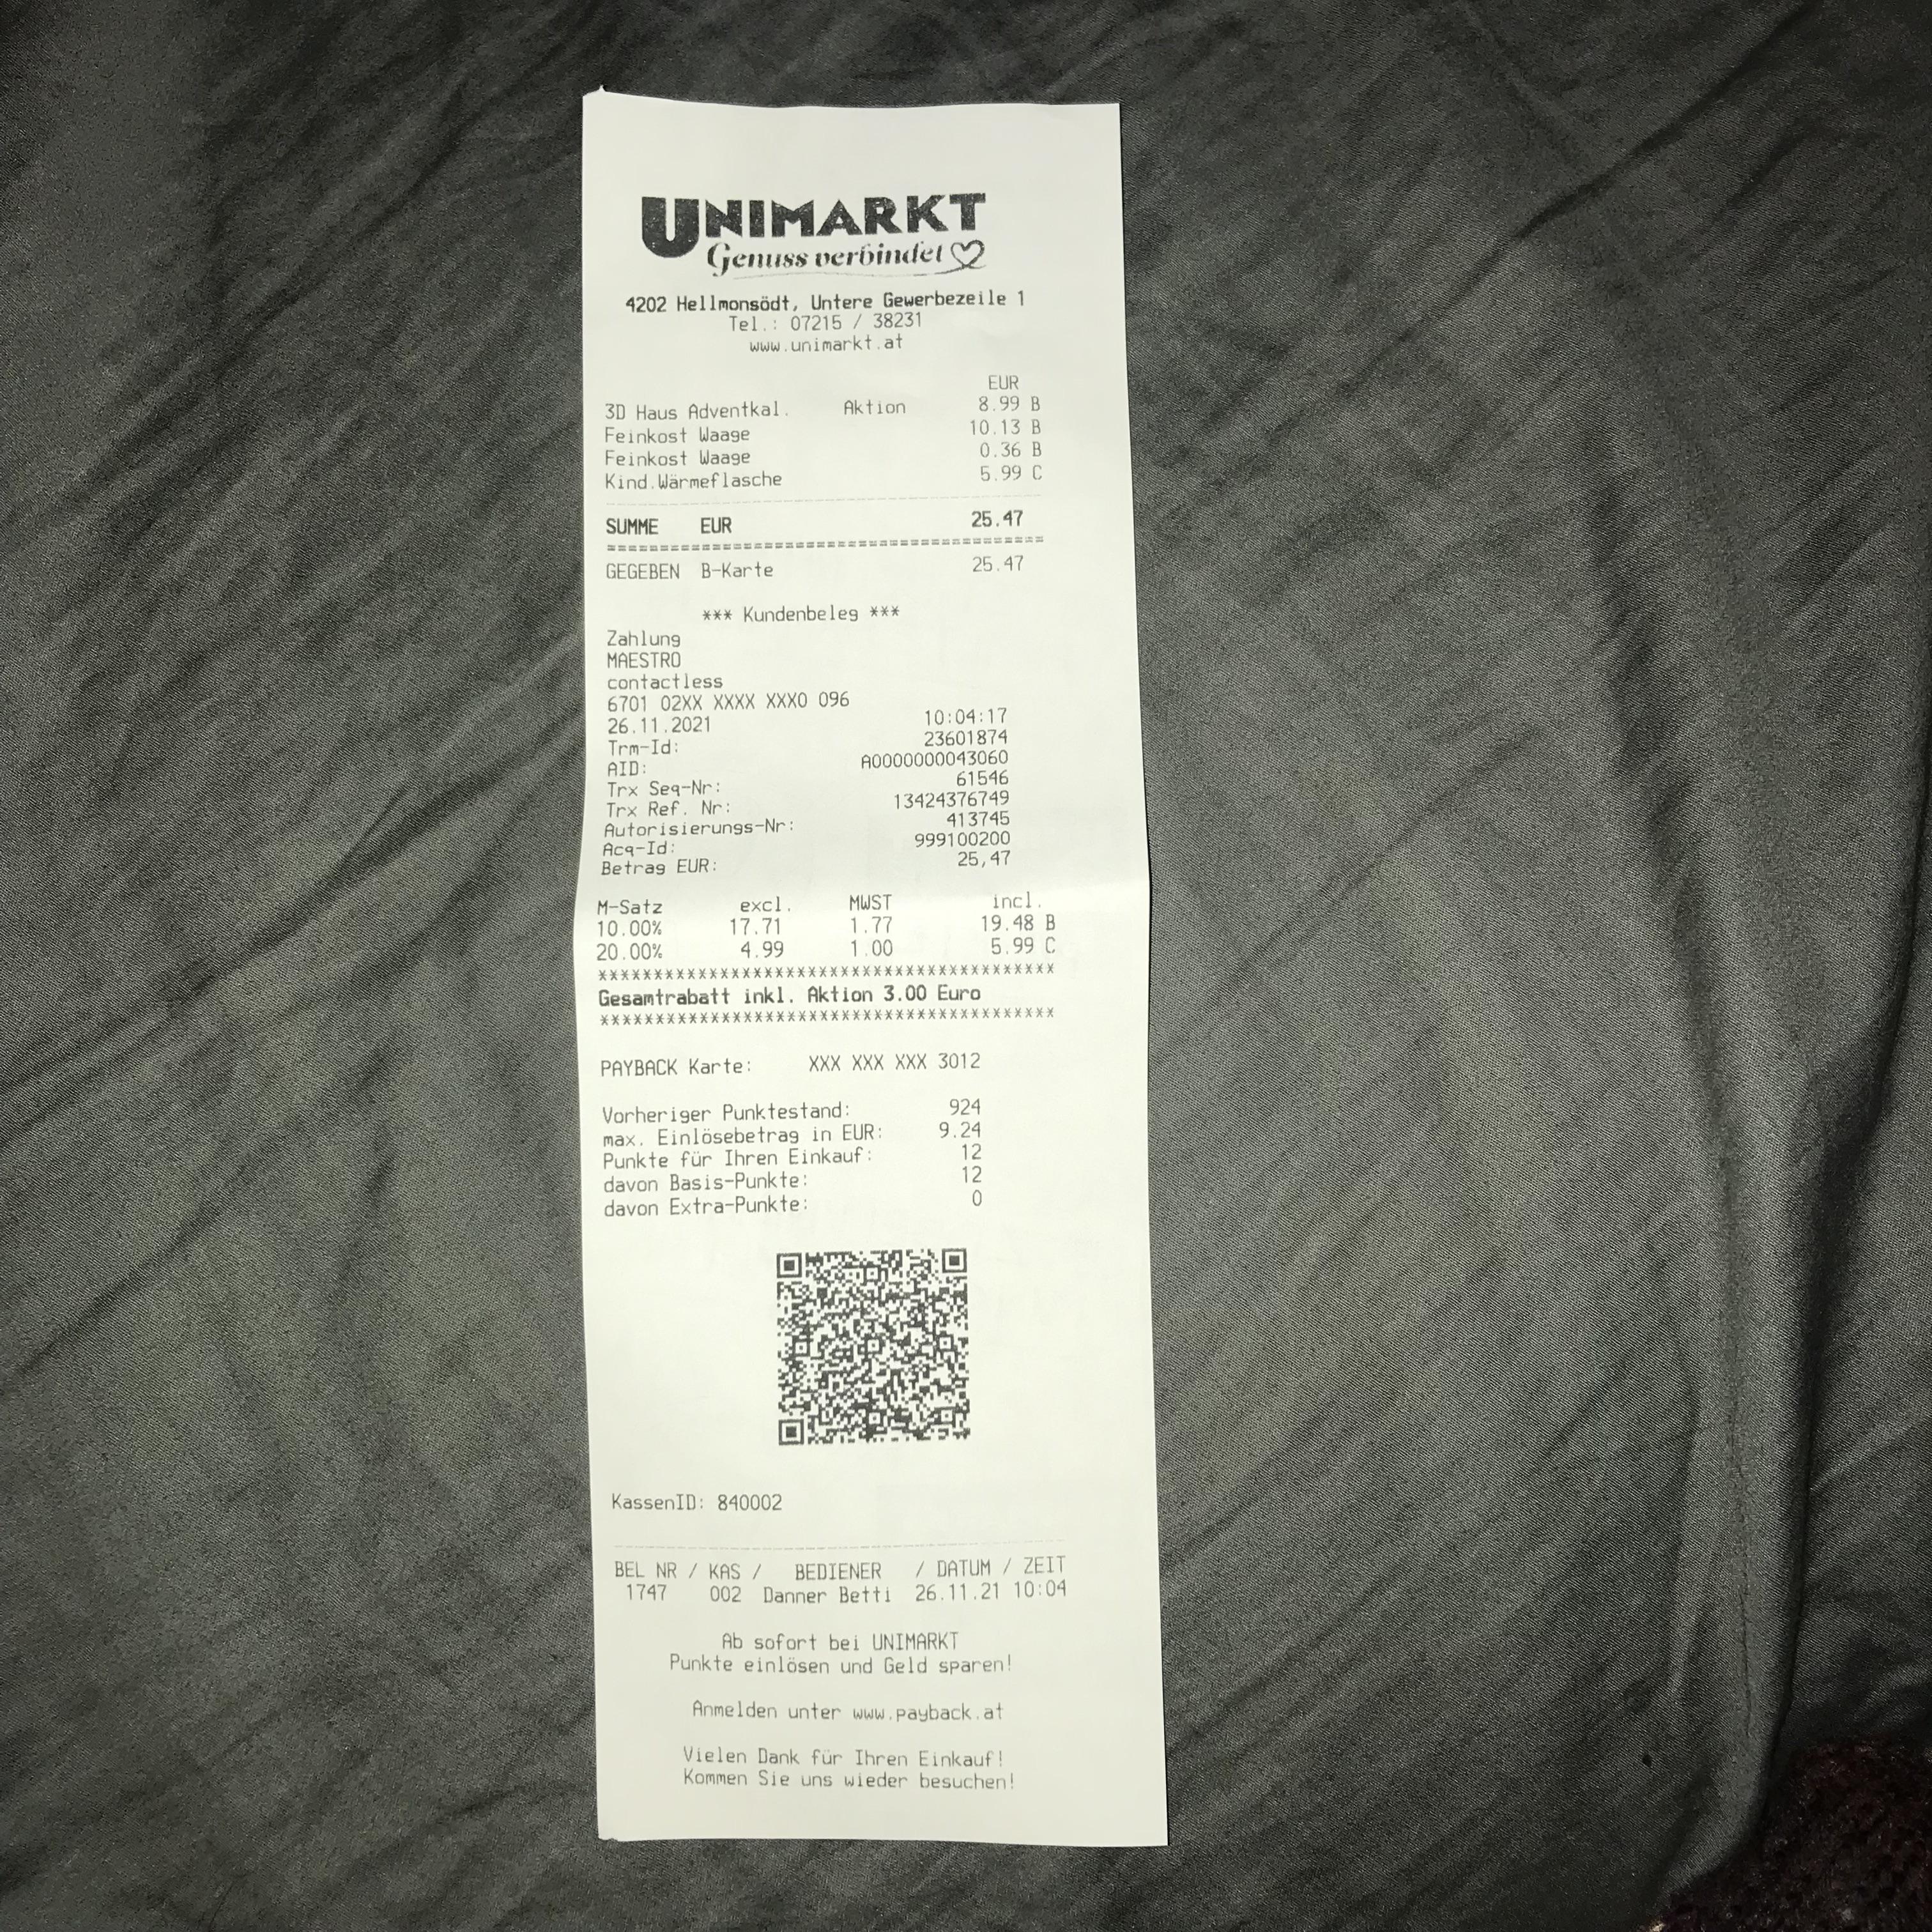 UNIMARKT
Genuss verbindet
4202 Hellmonsödt, Untere Gewerbezeile 1
Tel.: 07215 / 38231
www.unimarkt.at
EUR
3D Haus Adventkal. Aktion 8.99 B
Feinkost Waage 10.13 B
Feinkost Waage 0.36 B
Kind.Wärmeflasche 5.99 C
SUMME EUR 25.47
=========================================
GEGEBEN B-Karte 25.47
*** Kundenbeleg ***
Zahlung
MAESTRO
contactless
6701 02XX XXXX XXX0 096
26.11.2021 10:04:17
Trm-Id: 23601874
AID: A0000000043060
Trx Seq-Nr: 61546
Trx Ref. Nr: 13424376749
Autorisierungs-Nr: 413745
Acq-Id: 999100200
Betrag EUR: 25,47
M-Satz excl. MWST incl.
10.00% 17.71 1.77 19.48 B
20.00% 4.99 1.00 5.99 C
******************************************
Gesamtrabatt inkl. Aktion 3.00 Euro
******************************************
PAYBACK Karte: XXX XXX XXX 3012
Vorheriger Punktestand: 924
max. Einlösebetrag in EUR: 9.24
Punkte für Ihren Einkauf: 12
davon Basis-Punkte: 12
davon Extra-Punkte: 0
KassenID: 840002
BEL NR / KAS / BEDIENER / DATUM / ZEIT
1747 002 Danner Betti 26.11.21 10:04
Ab sofort bei UNIMARKT
Punkte einlösen und Geld sparen!
Anmelden unter www.payback.at
Vielen Dank für Ihren Einkauf!
Kommen Sie uns wieder besuchen!